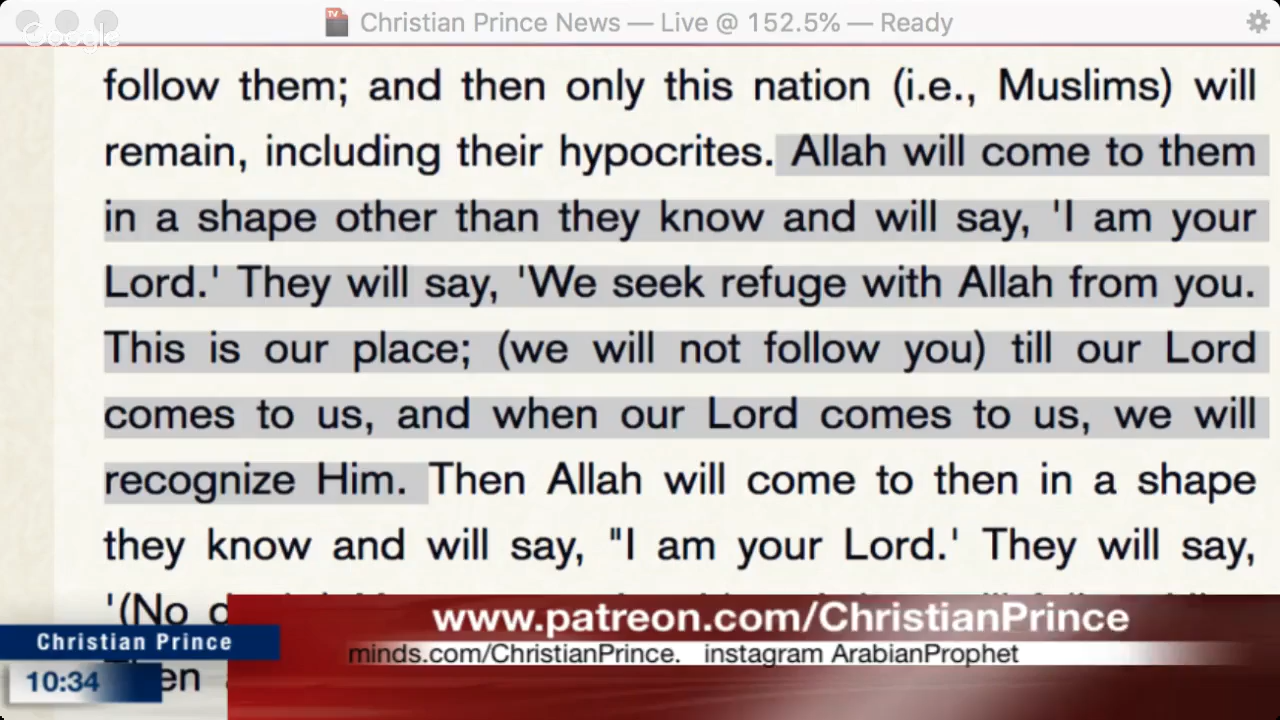 Christian Prince News — Live @ 152.5% — Ready
Google
TV
follow them; and then only this nation (i.e., Muslims) will
remain, including their hypocrites. Allah will come to them
in a shape other than they know and will say, 'I am your
Lord.' They will say, 'We seek refuge with Allah from you.
This is our place; (we will not follow you) till our Lord
comes to us, and when our Lord comes to us, we will
recognize Him. Then Allah will come to then in a shape
they know and will say, "I am your Lord.' They will say,
'(No
www.patreon.com/ChristianPrince
Christian Prince
minds.com/ChristianPrince. instagram ArabianProphet
10:34